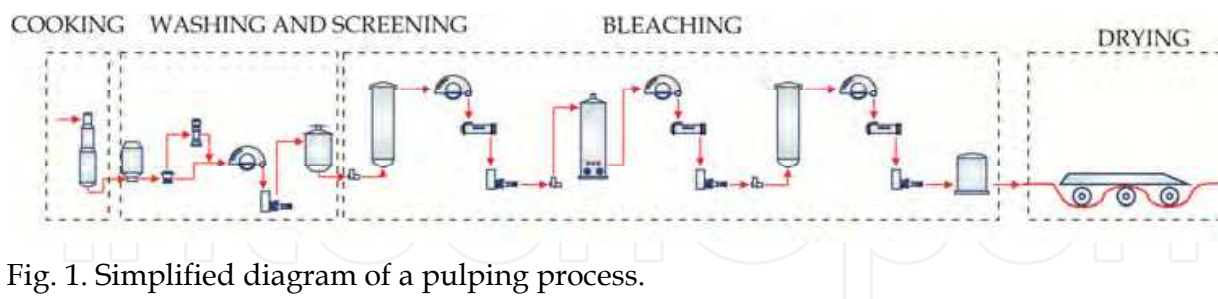 COOKING WASHING AND SCREENING BLEACHING DRYING
Fig. 1. Simplified diagram of a pulping process.